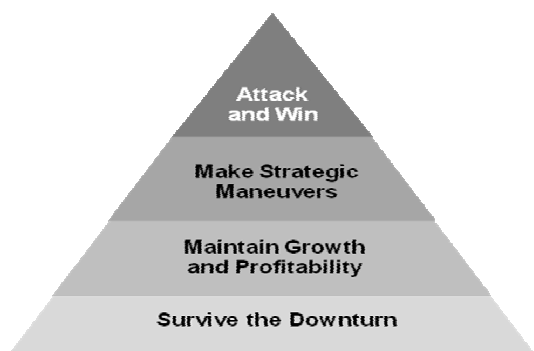 Attack
and Win
Make Strategic
Maneuvers
Maintain Growth
and Profitability
Survive the Downturn